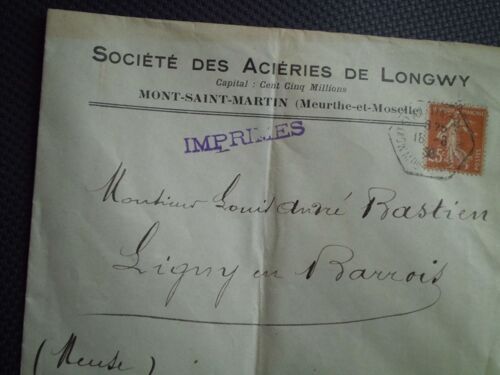 SOCIÉTÉ DES ACIÉRIES DE LONGWY
Capital : Cent Cinq Millions
MONT-SAINT-MARTIN (Meurthe-et-Moselle)
IMPRIMES
25
Monsieur Louis André Bastien
Ligny en Barrois
(Meuse)